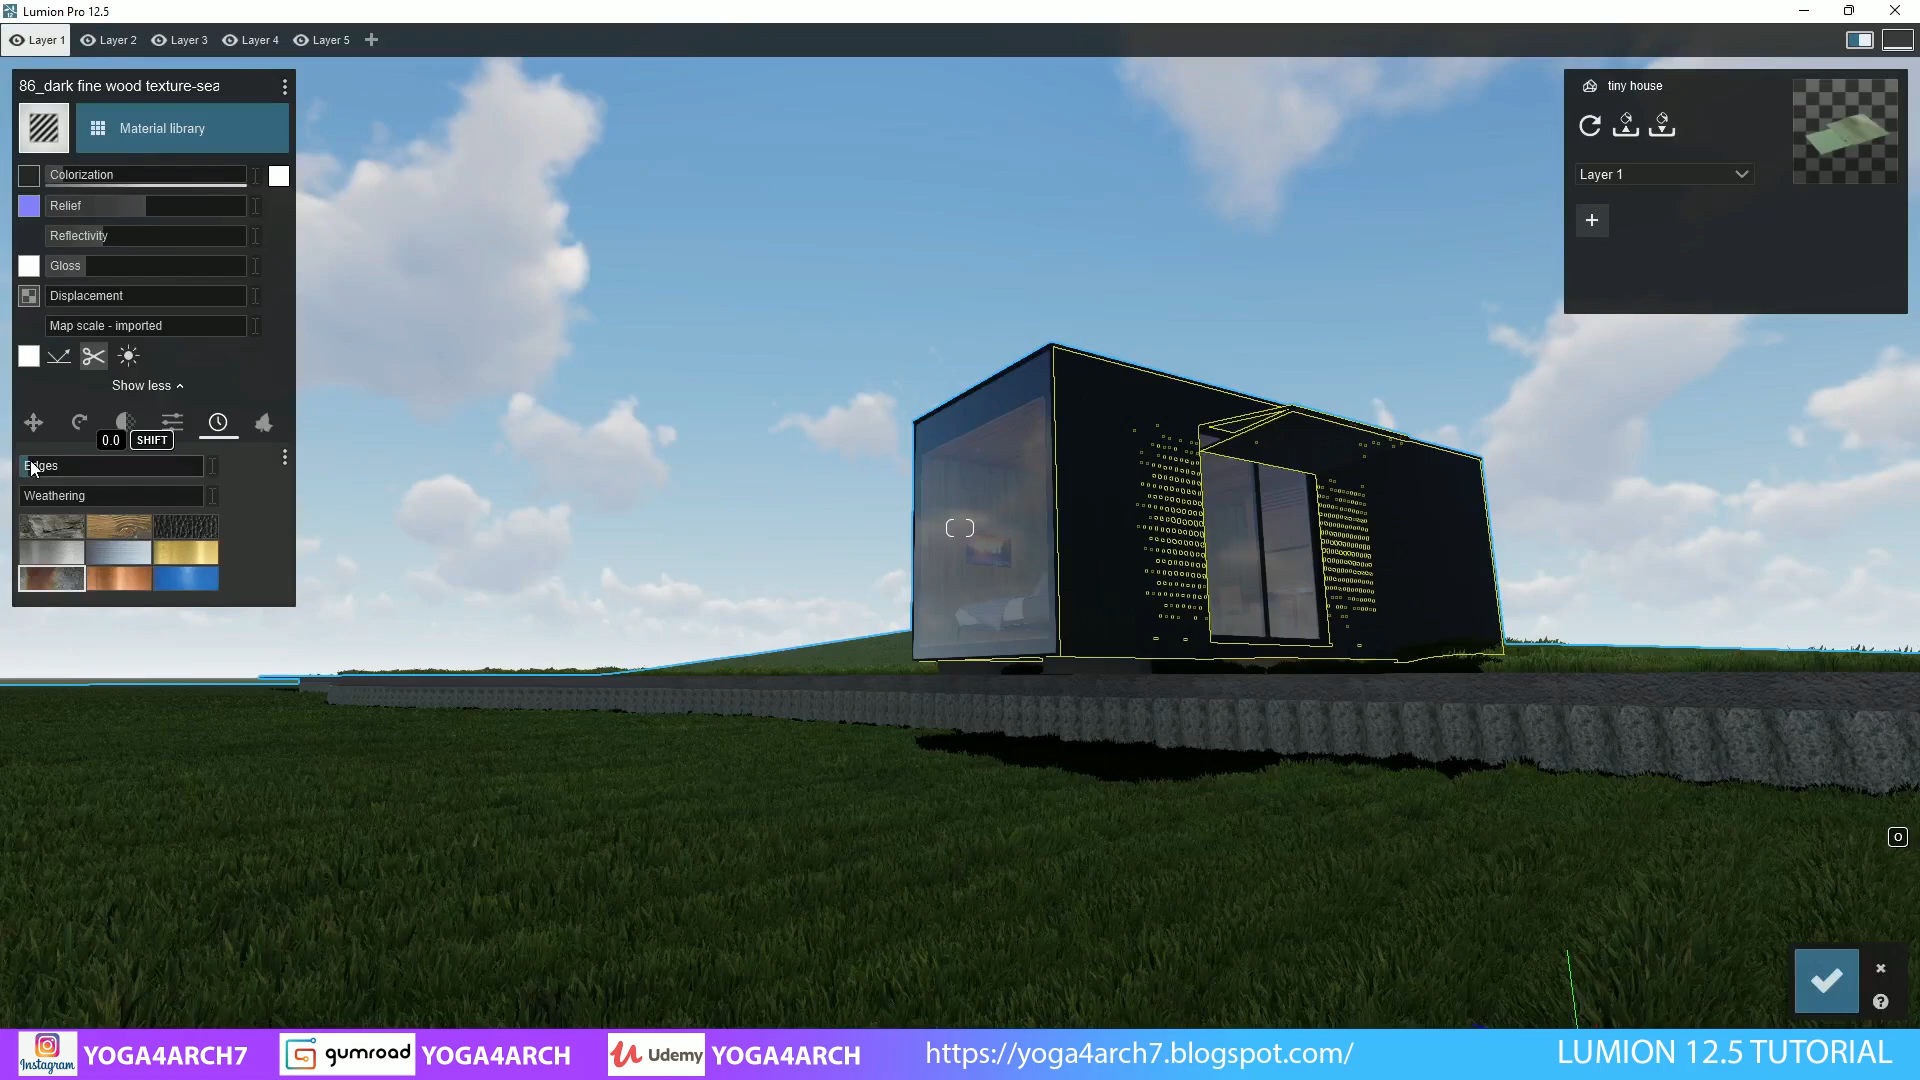 Lumion Pro 12.5
Layer 1
Layer 2
Layer 3
Layer 4
Layer 5
86_dark fine wood texture-sea
Material library
Colorization
Relief
Reflectivity
Gloss
Displacement
Map scale - imported
Show less
0.0
SHIFT
Edges
Weathering
tiny house
Layer 1
O
Instagram
YOGA4ARCH7
gumroad
YOGA4ARCH
Udemy
YOGA4ARCH
https://yoga4arch7.blogspot.com/
LUMION 12.5 TUTORIAL